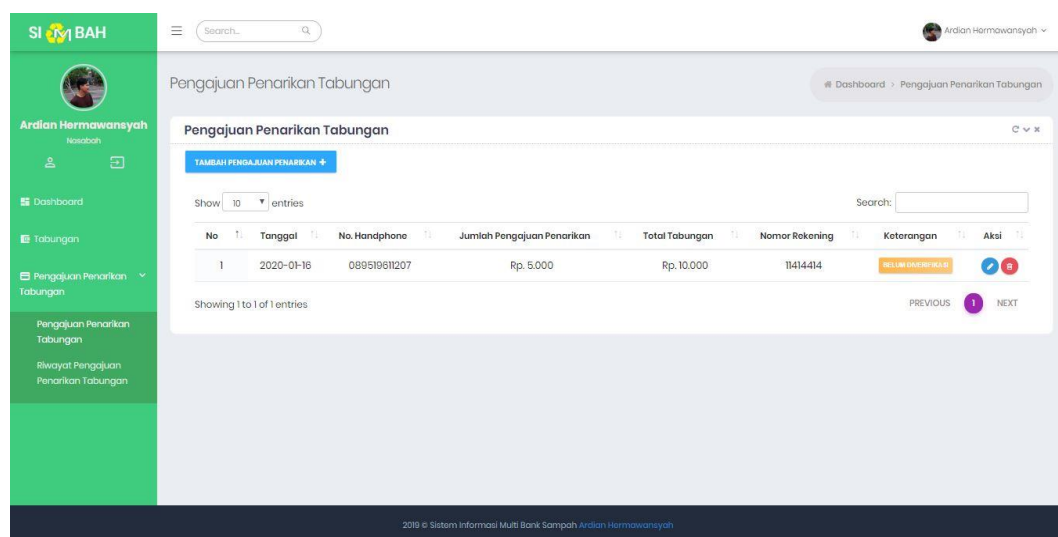 SI M BAH
Search...
Ardian Hermawansyah
Ardian Hermawansyah
Nasabah
Dashboard
Tabungan
Pengajuan Penarikan
Tabungan
Pengajuan Penarikan
Tabungan
Riwayat Pengajuan
Penarikan Tabungan
Pengajuan Penarikan Tabungan
Dashboard > Pengajuan Penarikan Tabungan
Pengajuan Penarikan Tabungan
TAMBAH PENGAJUAN PENARIKAN +
Show 10 entries
Search:
No Tanggal No. Handphone Jumlah Pengajuan Penarikan Total Tabungan Nomor Rekening Keterangan Aksi
1 2020-01-16 089519611207 Rp. 5.000 Rp. 10.000 11414414 BELUM DIVERIFIKASI
Showing 1 to 1 of 1 entries
PREVIOUS 1 NEXT
2019 © Sistem Informasi Multi Bank Sampah Ardian Hermawansyah